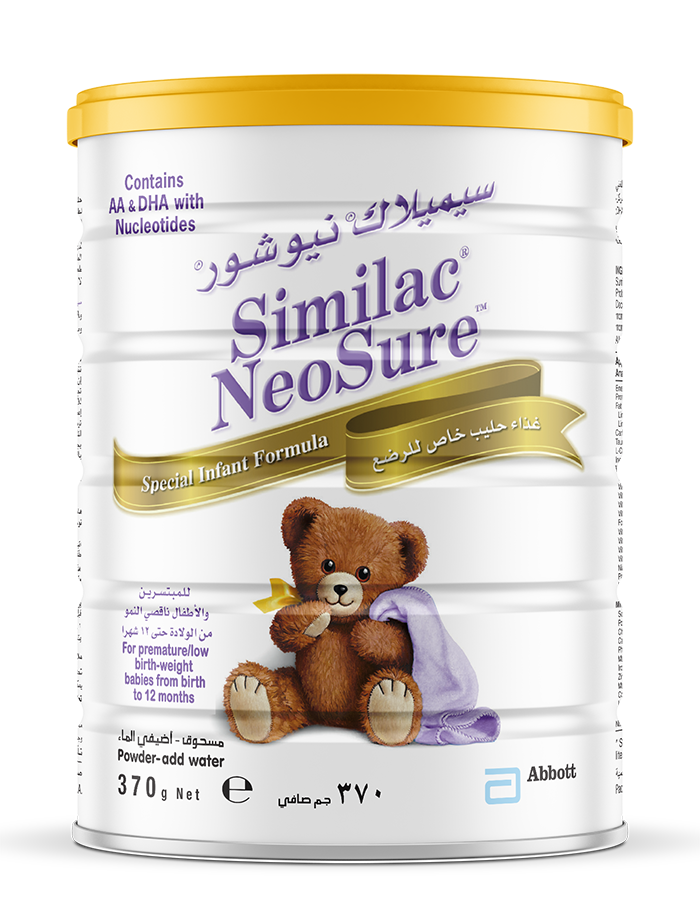 Contains
AA & DHA with
Nucleotides
سيميلاك® نيوشور®
Similac®
NeoSure™
Special Infant Formula
غذاء حليب خاص للرضع
للمبتسرين
والأطفال ناقصي النمو
من الولادة حتى ١٢ شهرا
For premature/low
birth-weight
babies from birth
to 12 months
مسحوق - أضيفي الماء
Powder-add water
370g Net ℮ ٣٧٠ جم صافي
Abbott